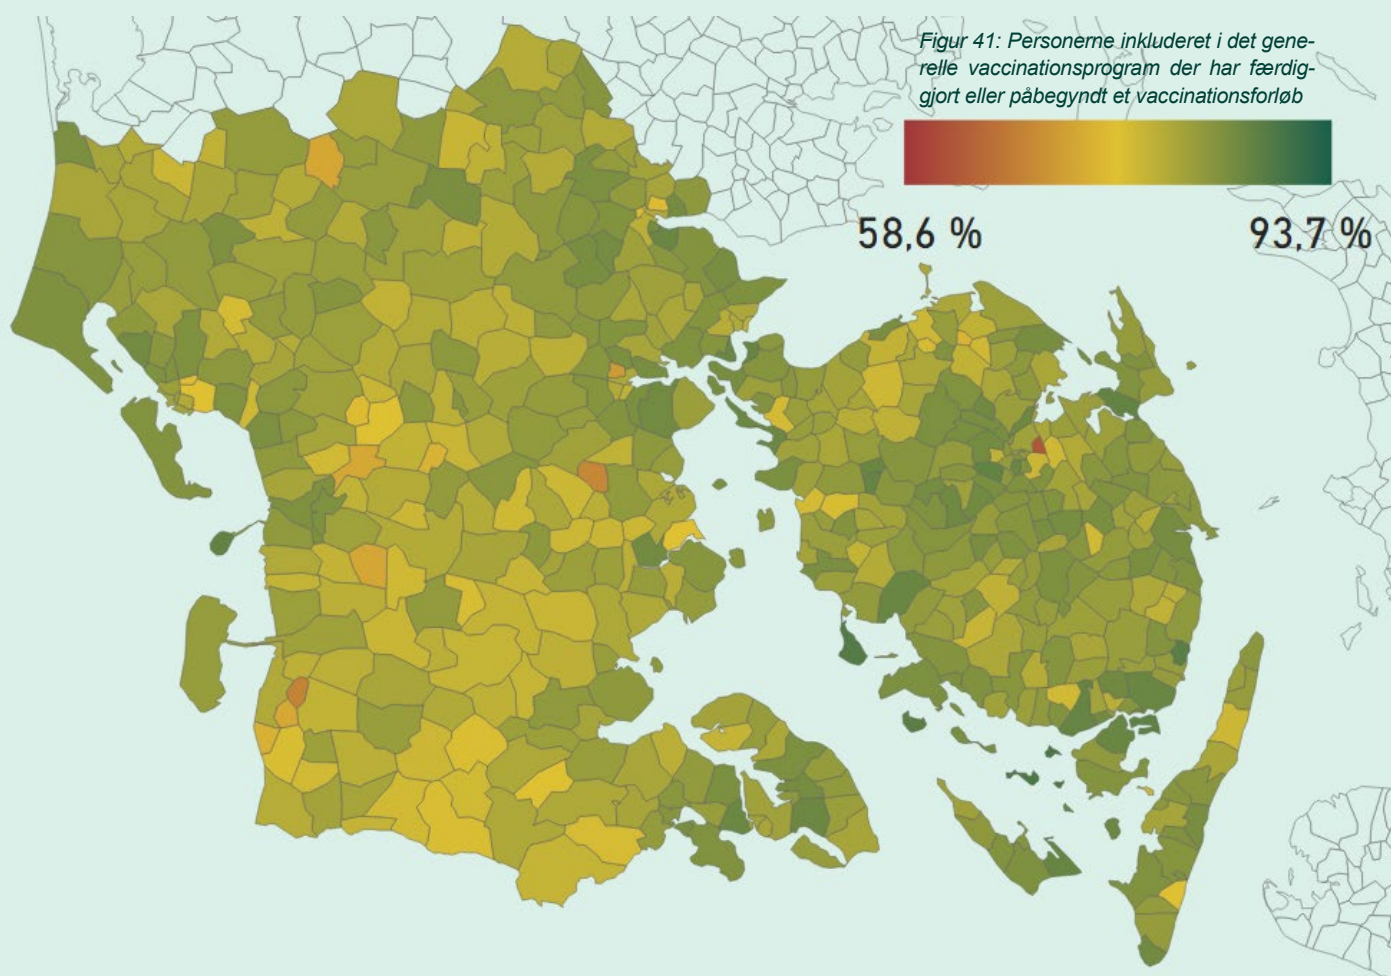 Figur 41: Personerne inkluderet i det gene-
relle vaccinationsprogram der har færdig-
gjort eller påbegyndt et vaccinationsforløb
58,6 % 93,7 %